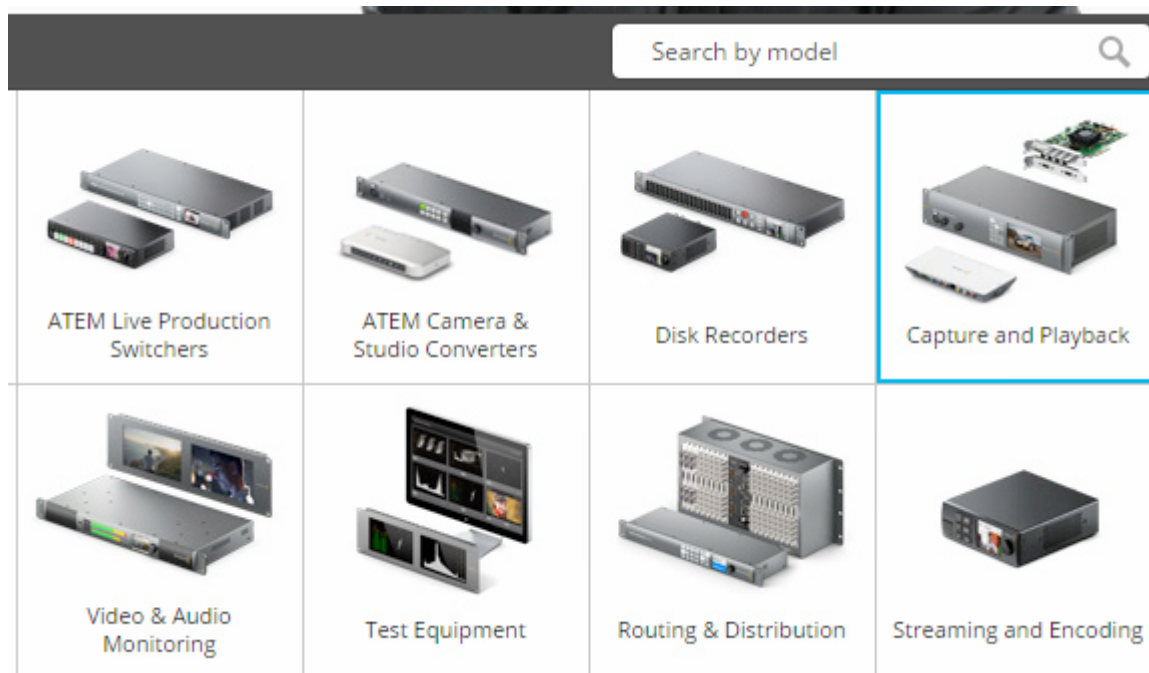 Search by model
ATEM Live Production
Switchers
ATEM Camera &
Studio Converters
Disk Recorders
Capture and Playback
Video & Audio
Monitoring
Test Equipment
Routing & Distribution
Streaming and Encoding